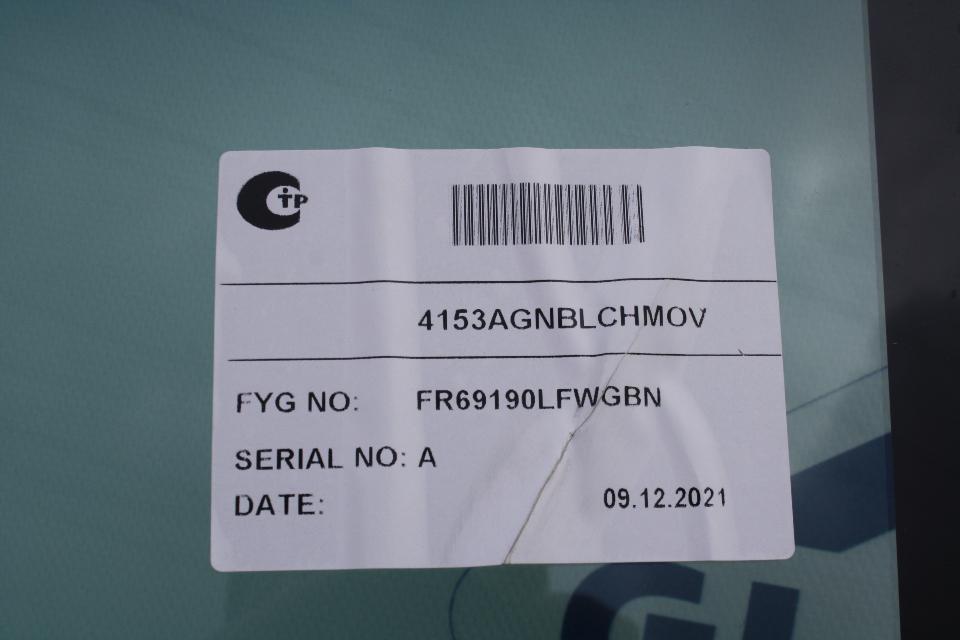 TP
4153AGNBLCHMOV
FYG NO: FR69190LFWGBN
SERIAL NO: A
DATE: 09.12.2021